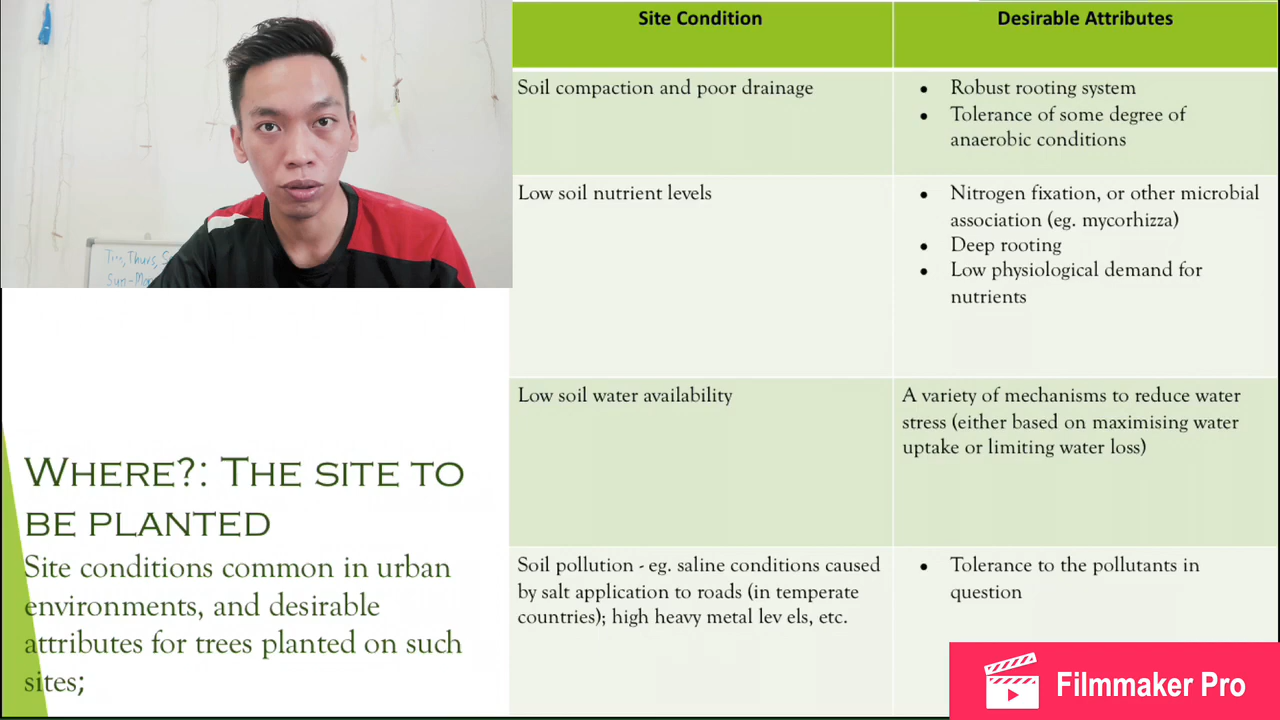 Tue, Thurs, S
Sun-Mon
WHERE?: THE SITE TO
BE PLANTED
Site conditions common in urban
environments, and desirable
attributes for trees planted on such
sites;
Site Condition
Desirable Attributes
Soil compaction and poor drainage
• Robust rooting system
• Tolerance of some degree of
anaerobic conditions
Low soil nutrient levels
• Nitrogen fixation, or other microbial
association (eg. mycorhizza)
• Deep rooting
• Low physiological demand for
nutrients
Low soil water availability
A variety of mechanisms to reduce water
stress (either based on maximising water
uptake or limiting water loss)
Soil pollution - eg. saline conditions caused
by salt application to roads (in temperate
countries); high heavy metal lev els, etc.
• Tolerance to the pollutants in
question
Filmmaker Pro